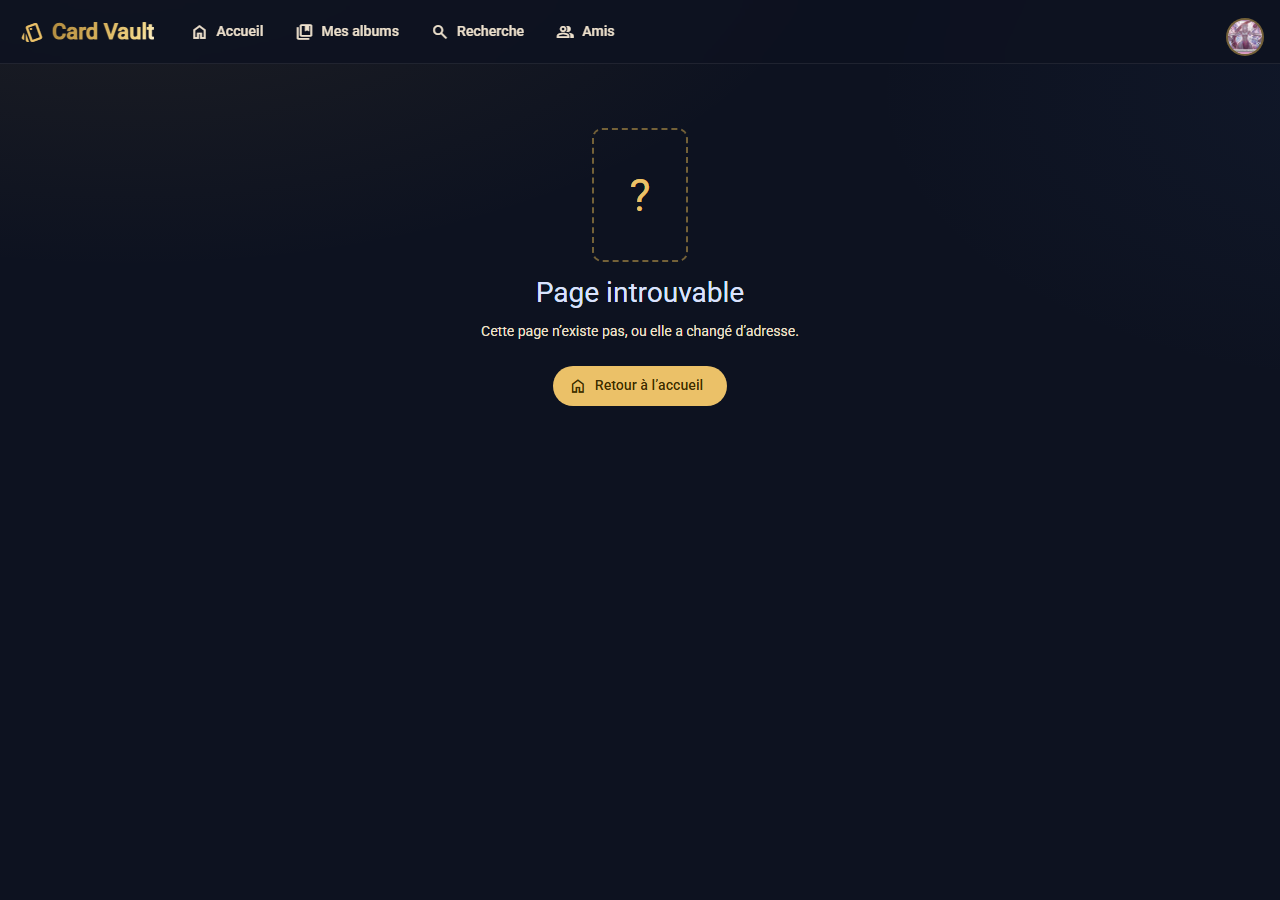 Card Vault
Accueil
Mes albums
Recherche
Amis
?
Page introuvable
Cette page n’existe pas, ou elle a changé d’adresse.
Retour à l’accueil